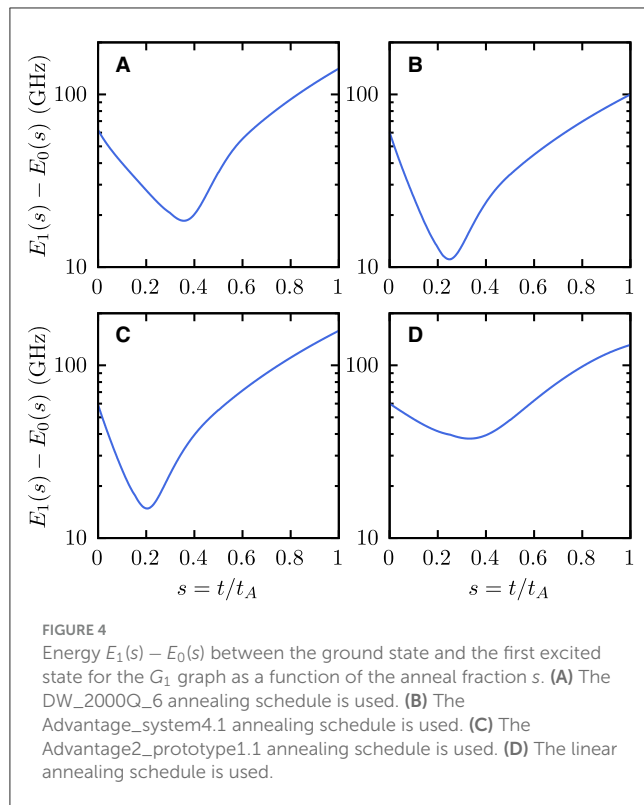 A
B
E₁(s) − E₀(s) (GHz)
100
10
0 0.2 0.4 0.6 0.8 1
100
10
0 0.2 0.4 0.6 0.8 1
C
D
E₁(s) − E₀(s) (GHz)
100
10
0 0.2 0.4 0.6 0.8 1
s = t/t_A
100
10
0 0.2 0.4 0.6 0.8 1
s = t/t_A
FIGURE 4
Energy E₁(s) − E₀(s) between the ground state and the first excited
state for the G₁ graph as a function of the anneal fraction s. (A) The
DW_2000Q_6 annealing schedule is used. (B) The
Advantage_system4.1 annealing schedule is used. (C) The
Advantage2_prototype1.1 annealing schedule is used. (D) The linear
annealing schedule is used.